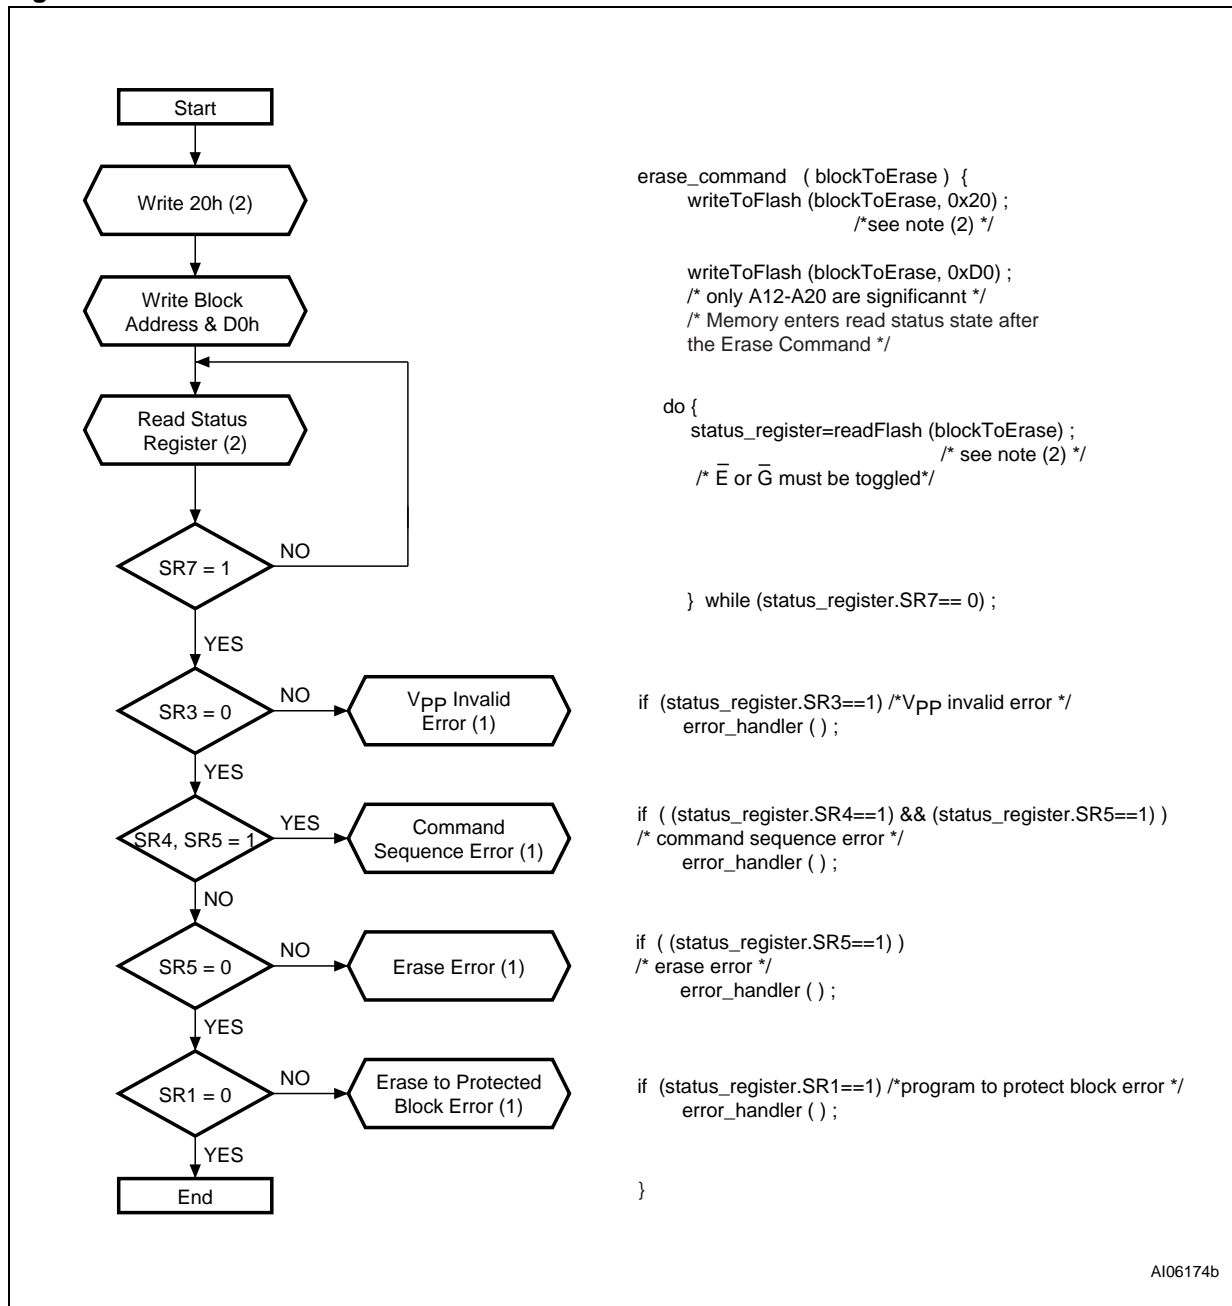 Start
Write 20h (2)
Write Block
Address & D0h
Read Status
Register (2)
SR7 = 1
NO
YES
SR3 = 0
NO
VPP Invalid
Error (1)
YES
SR4, SR5 = 1
YES
Command
Sequence Error (1)
NO
SR5 = 0
NO
Erase Error (1)
YES
SR1 = 0
NO
Erase to Protected
Block Error (1)
YES
End
erase_command ( blockToErase ) {
writeToFlash (blockToErase, 0x20) ;
/*see note (2) */
writeToFlash (blockToErase, 0xD0) ;
/* only A12-A20 are significannt */
/* Memory enters read status state after
the Erase Command */
do {
status_register=readFlash (blockToErase) ;
/* see note (2) */
/* E̅ or G̅ must be toggled*/
} while (status_register.SR7== 0) ;
if (status_register.SR3==1) /*VPP invalid error */
error_handler ( ) ;
if ( (status_register.SR4==1) && (status_register.SR5==1) )
/* command sequence error */
error_handler ( ) ;
if ( (status_register.SR5==1) )
/* erase error */
error_handler ( ) ;
if (status_register.SR1==1) /*program to protect block error */
error_handler ( ) ;
}
AI06174b